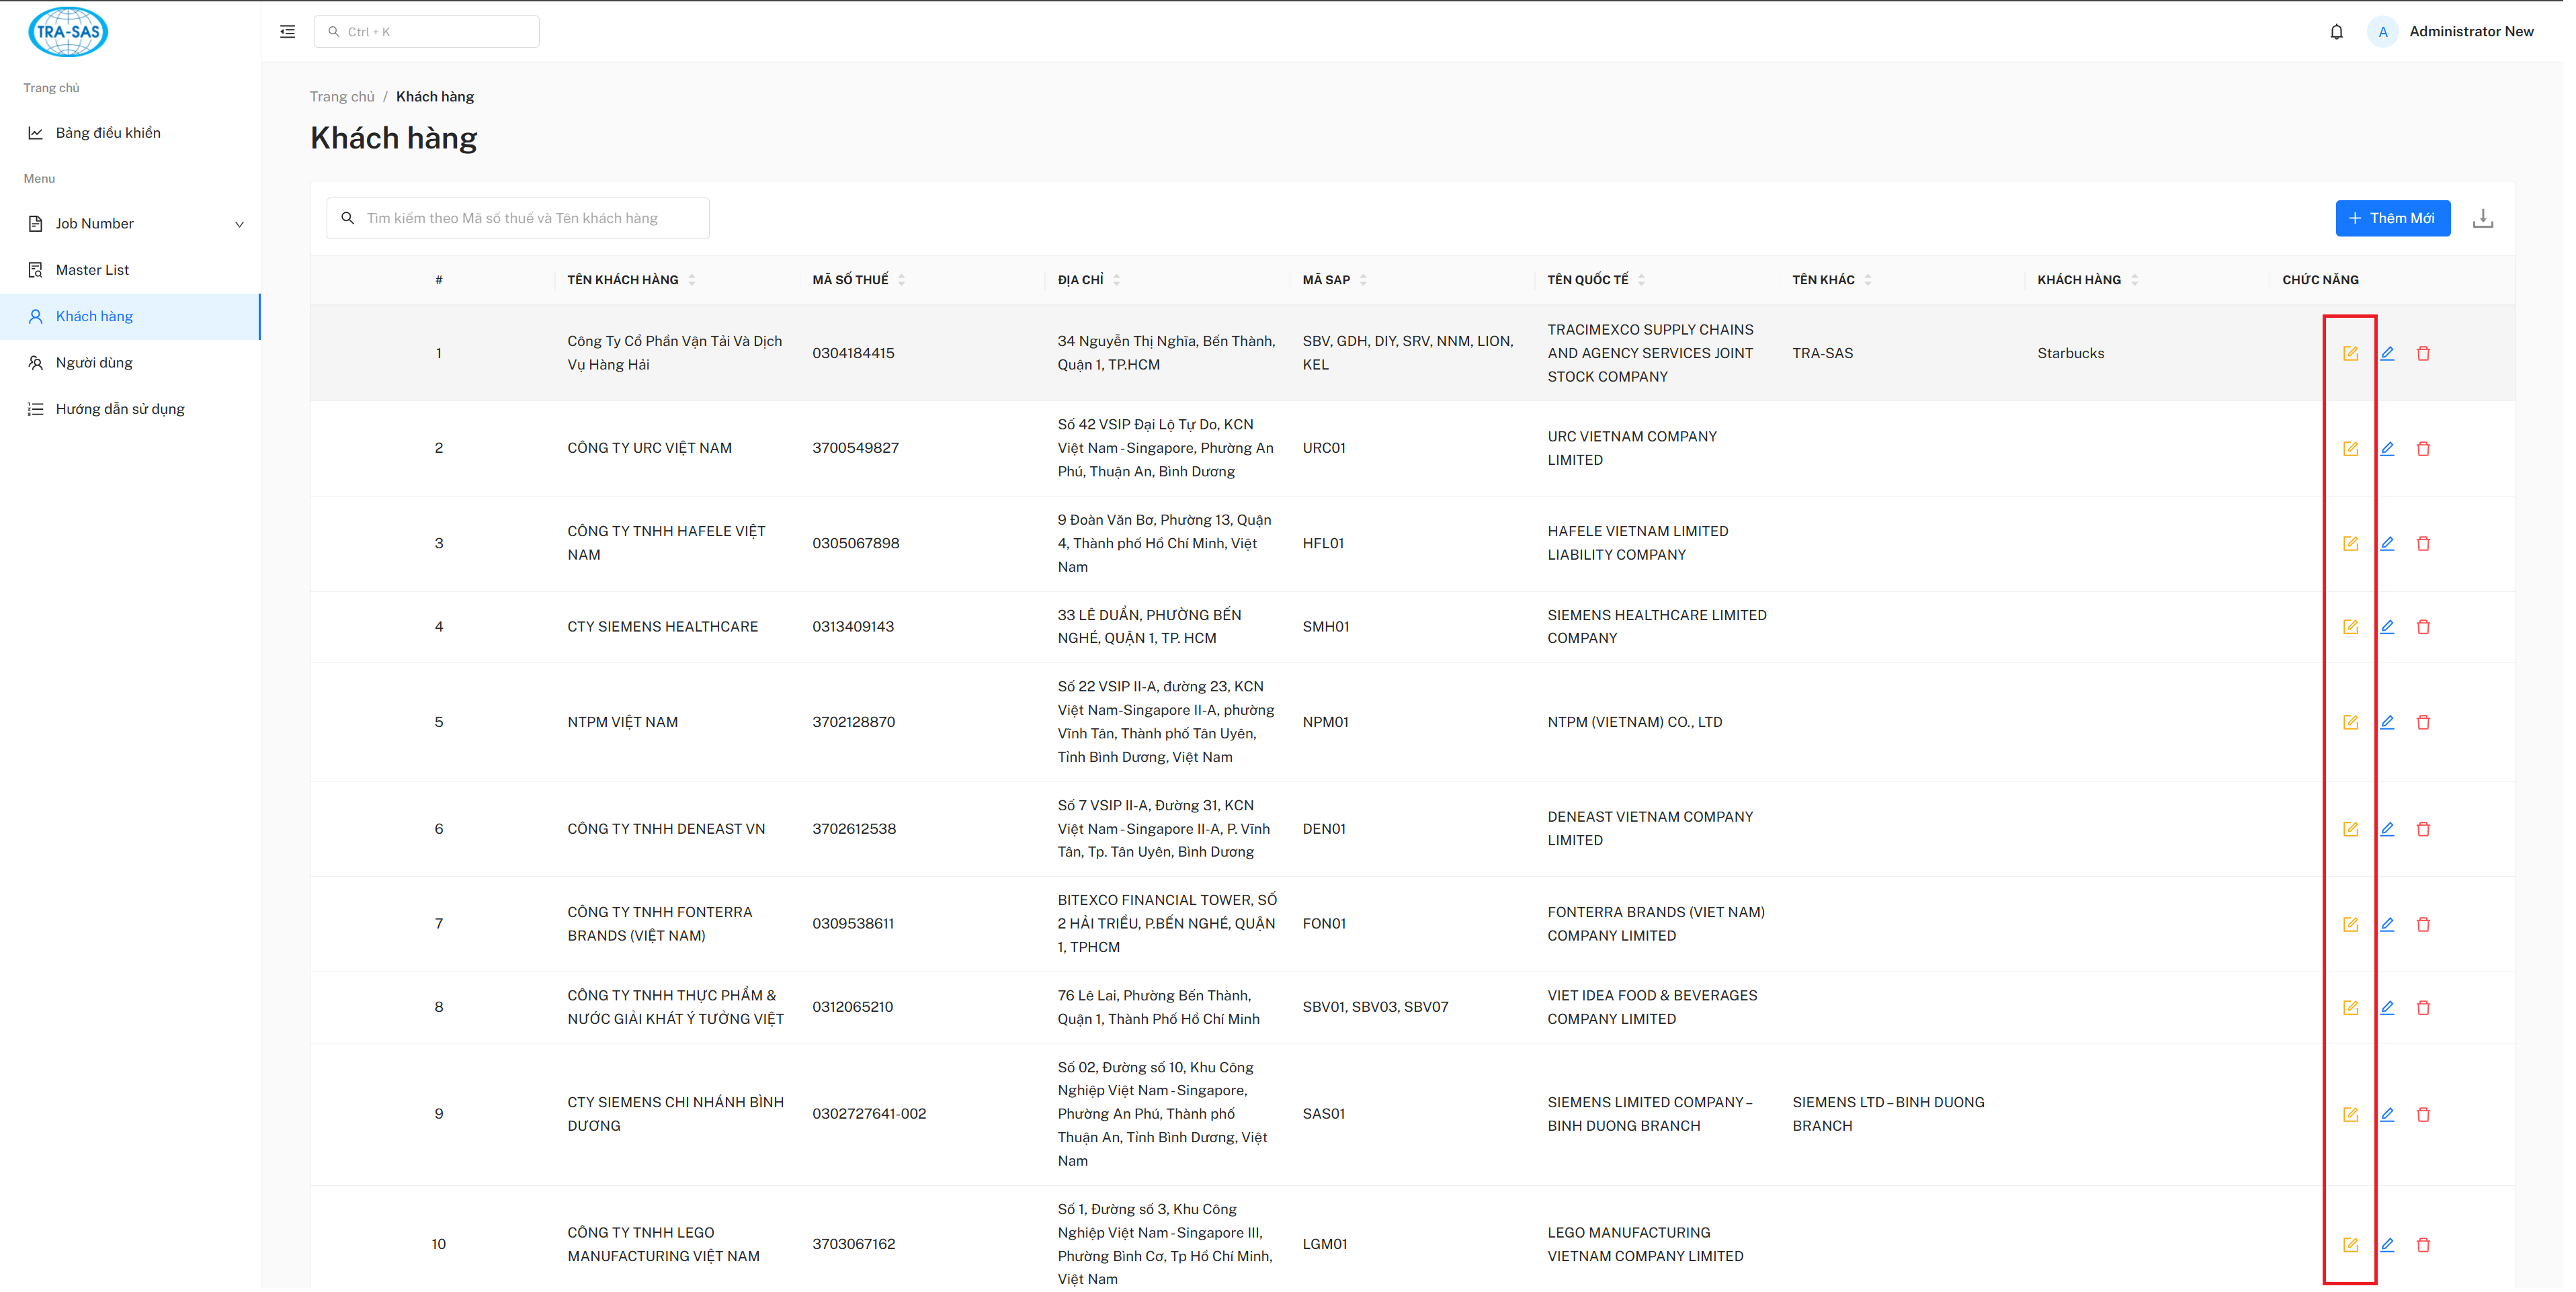 TRA-SAS
Ctrl + K
A
Administrator New
Trang chủ
Bảng điều khiển
Menu
Job Number
Master List
Khách hàng
Người dùng
Hướng dẫn sử dụng
Trang chủ / Khách hàng
Khách hàng
Tìm kiếm theo Mã số thuế và Tên khách hàng
Thêm Mới
# TÊN KHÁCH HÀNG MÃ SỐ THUẾ ĐỊA CHỈ MÃ SAP TÊN QUỐC TẾ TÊN KHÁC KHÁCH HÀNG CHỨC NĂNG
1
Công Ty Cổ Phần Vận Tải Và Dịch
Vụ Hàng Hải
0304184415
34 Nguyễn Thị Nghĩa, Bến Thành,
Quận 1, TP.HCM
SBV, GDH, DIY, SRV, NNM, LION,
KEL
TRACIMEXCO SUPPLY CHAINS
AND AGENCY SERVICES JOINT
STOCK COMPANY
TRA-SAS
Starbucks
2
CÔNG TY URC VIỆT NAM
3700549827
Số 42 VSIP Đại Lộ Tự Do, KCN
Việt Nam - Singapore, Phường An
Phú, Thuận An, Bình Dương
URC01
URC VIETNAM COMPANY
LIMITED
3
CÔNG TY TNHH HAFELE VIỆT
NAM
0305067898
9 Đoàn Văn Bơ, Phường 13, Quận
4, Thành phố Hồ Chí Minh, Việt
Nam
HFL01
HAFELE VIETNAM LIMITED
LIABILITY COMPANY
4
CTY SIEMENS HEALTHCARE
0313409143
33 LÊ DUẨN, PHƯỜNG BẾN
NGHÉ, QUẬN 1, TP. HCM
SMH01
SIEMENS HEALTHCARE LIMITED
COMPANY
5
NTPM VIỆT NAM
3702128870
Số 22 VSIP II-A, đường 23, KCN
Việt Nam-Singapore II-A, phường
Vĩnh Tân, Thành phố Tân Uyên,
Tỉnh Bình Dương, Việt Nam
NPM01
NTPM (VIETNAM) CO., LTD
6
CÔNG TY TNHH DENEAST VN
3702612538
Số 7 VSIP II-A, Đường 31, KCN
Việt Nam - Singapore II-A, P. Vĩnh
Tân, Tp. Tân Uyên, Bình Dương
DEN01
DENEAST VIETNAM COMPANY
LIMITED
7
CÔNG TY TNHH FONTERRA
BRANDS (VIỆT NAM)
0309538611
BITEXCO FINANCIAL TOWER, SỐ
2 HẢI TRIỀU, P.BẾN NGHÉ, QUẬN
1, TPHCM
FON01
FONTERRA BRANDS (VIET NAM)
COMPANY LIMITED
8
CÔNG TY TNHH THỰC PHẨM &
NƯỚC GIẢI KHÁT Ý TƯỞNG VIỆT
0312065210
76 Lê Lai, Phường Bến Thành,
Quận 1, Thành Phố Hồ Chí Minh
SBV01, SBV03, SBV07
VIET IDEA FOOD & BEVERAGES
COMPANY LIMITED
9
CTY SIEMENS CHI NHÁNH BÌNH
DƯƠNG
0302727641-002
Số 02, Đường số 10, Khu Công
Nghiệp Việt Nam - Singapore,
Phường An Phú, Thành phố
Thuận An, Tỉnh Bình Dương, Việt
Nam
SAS01
SIEMENS LIMITED COMPANY –
BINH DUONG BRANCH
SIEMENS LTD – BINH DUONG
BRANCH
10
CÔNG TY TNHH LEGO
MANUFACTURING VIỆT NAM
3703067162
Số 1, Đường số 3, Khu Công
Nghiệp Việt Nam - Singapore III,
Phường Bình Cơ, Tp Hồ Chí Minh,
Việt Nam
LGM01
LEGO MANUFACTURING
VIETNAM COMPANY LIMITED